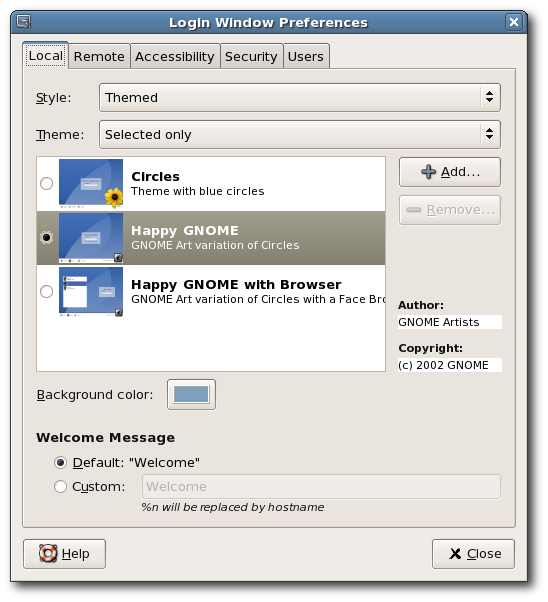 Login Window Preferences
Local Remote Accessibility Security Users
Style: Themed
Theme: Selected only
Circles
Theme with blue circles
Happy GNOME
GNOME Art variation of Circles
Happy GNOME with Browser
GNOME Art variation of Circles with a Face Bro
Add...
Remove...
Author:
GNOME Artists
Copyright:
(c) 2002 GNOME
Background color:
Welcome Message
Default: "Welcome"
Custom: Welcome
%n will be replaced by hostname
Help Close